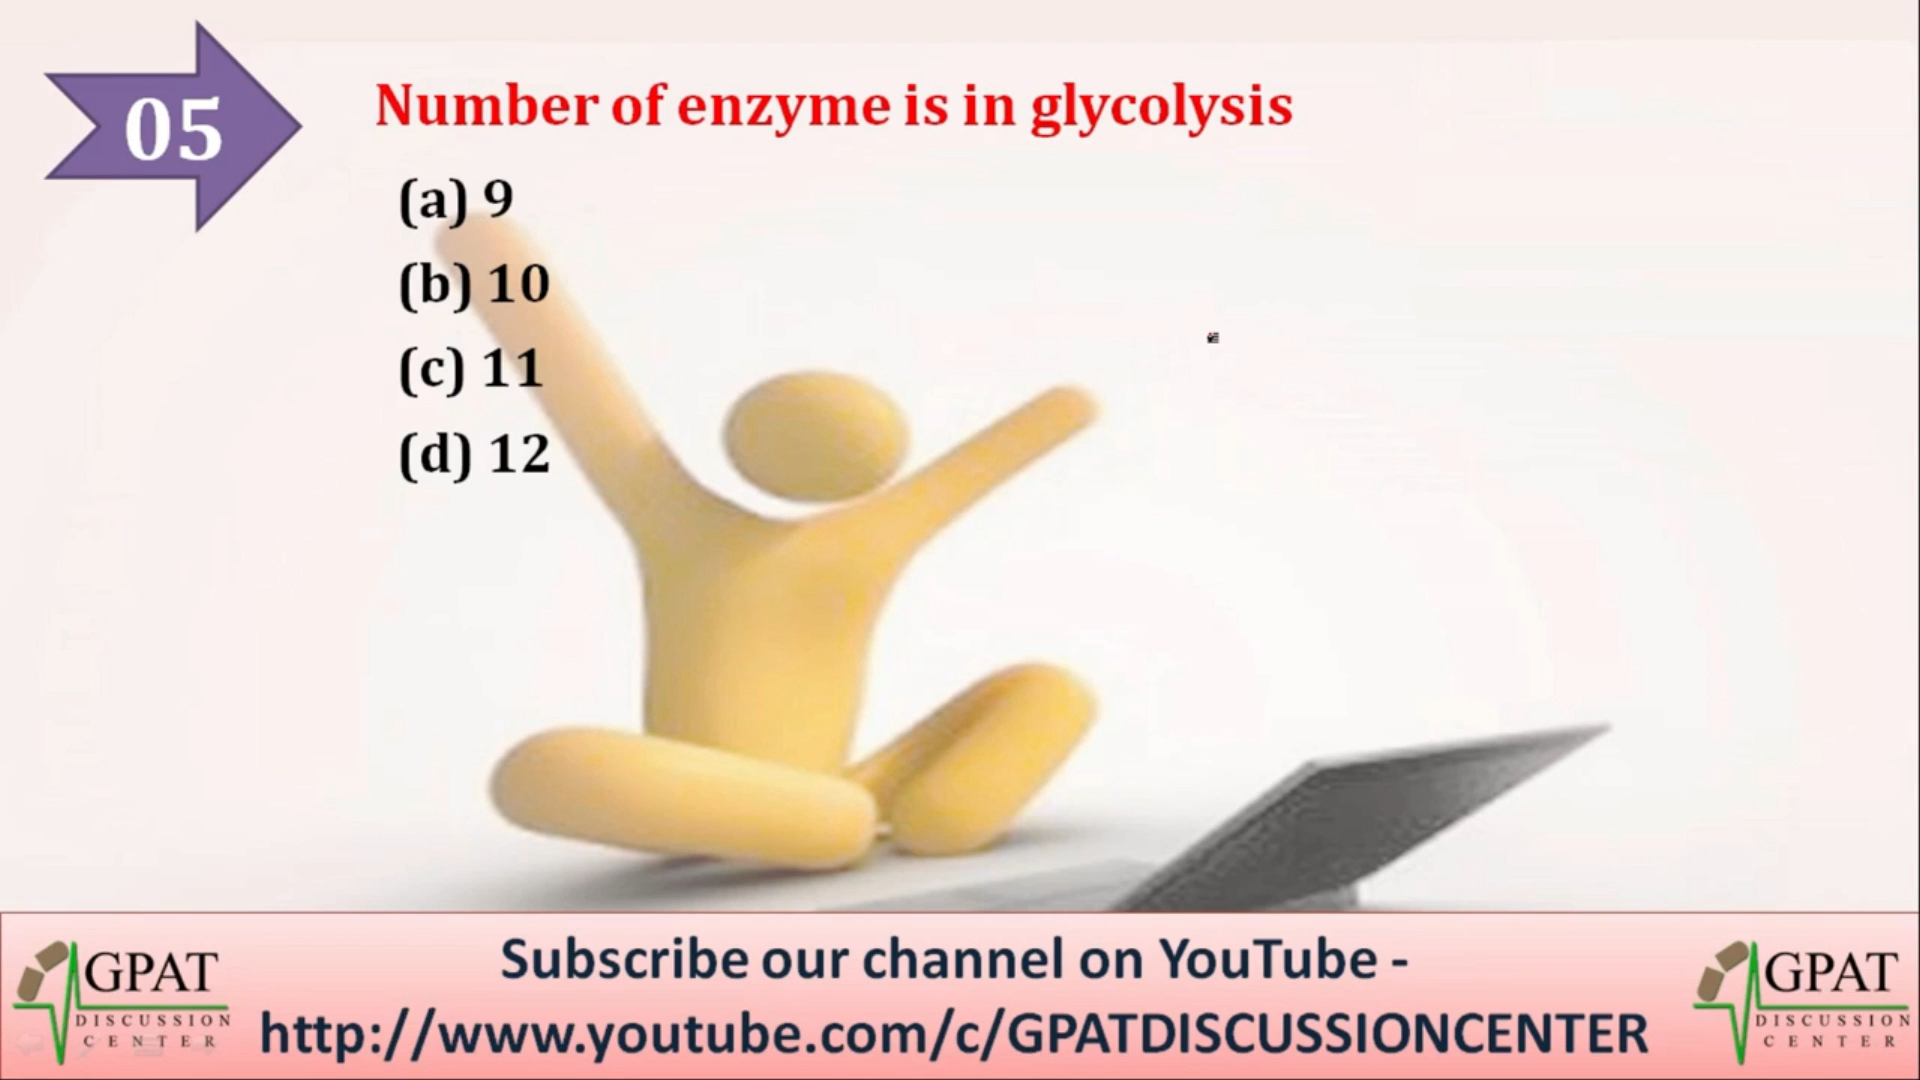 05
Number of enzyme is in glycolysis
(a) 9
(b) 10
(c) 11
(d) 12
GPAT
DISCUSSION
CENTER
Subscribe our channel on YouTube -
http://www.youtube.com/c/GPATDISCUSSIONCENTER
GPAT
DISCUSSION
CENTER